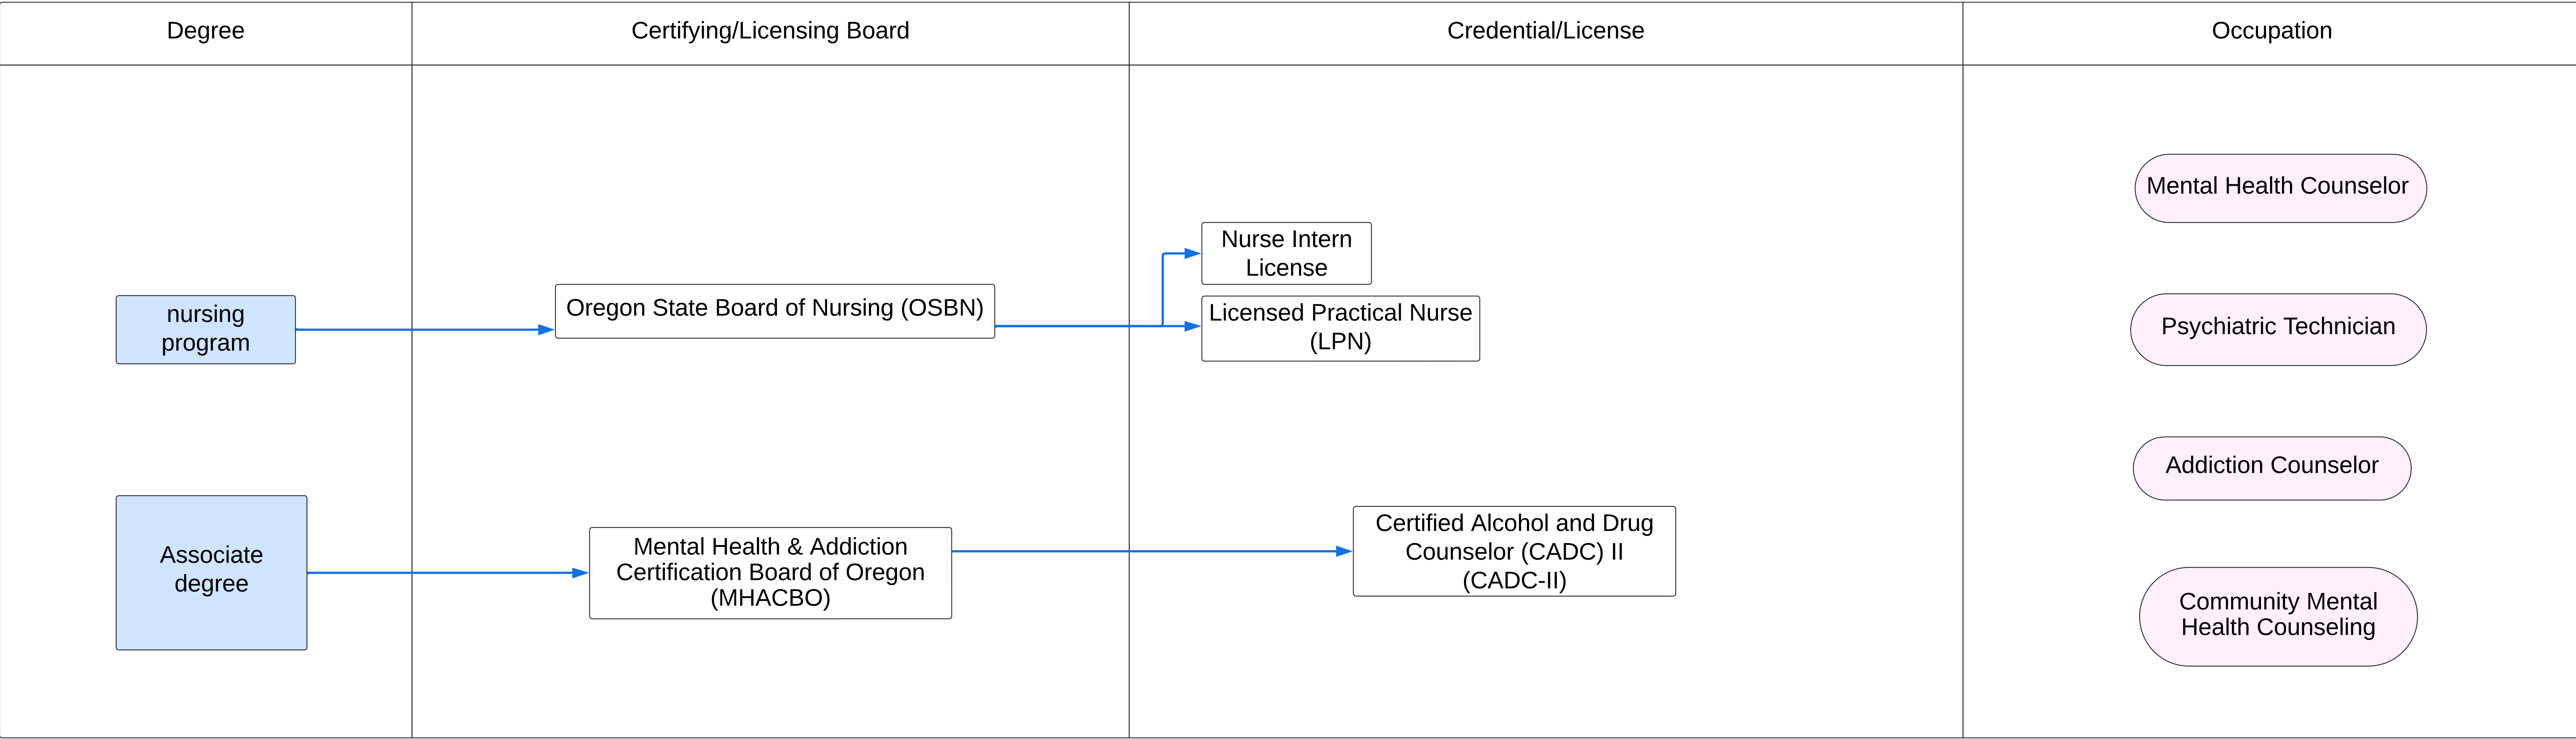 Degree
Certifying/Licensing Board
Credential/License
Occupation
nursing
program
Oregon State Board of Nursing (OSBN)
Nurse Intern
License
Licensed Practical Nurse
(LPN)
Mental Health Counselor
Psychiatric Technician
Associate
degree
Mental Health & Addiction
Certification Board of Oregon
(MHACBO)
Certified Alcohol and Drug
Counselor (CADC) II
(CADC-II)
Addiction Counselor
Community Mental
Health Counseling